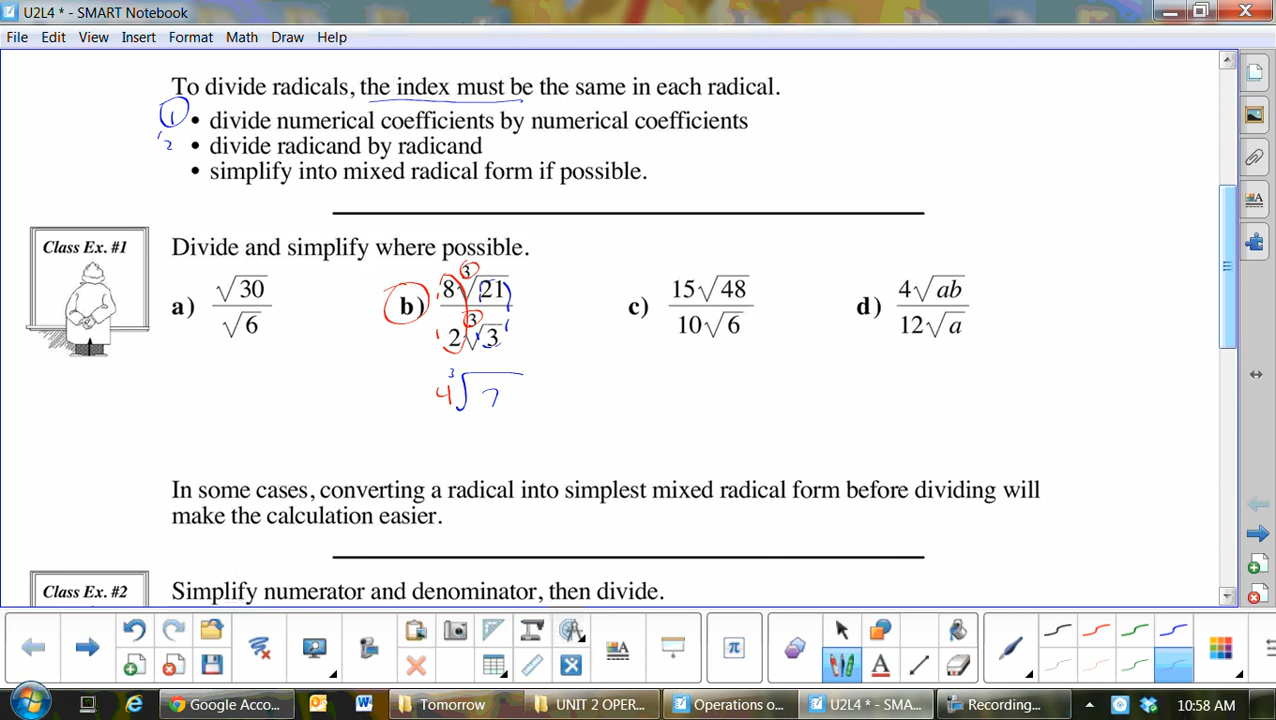 U2L4 * - SMART Notebook
File Edit View Insert Format Math Draw Help
To divide radicals, the index must be the same in each radical.
1 • divide numerical coefficients by numerical coefficients
2 • divide radicand by radicand
• simplify into mixed radical form if possible.
Class Ex. #1
Divide and simplify where possible.
a) √30 / √6 b) 8 ³√21 / 2 ³√3 c) 15√48 / 10√6 d) 4√ab / 12√a
4 ³√7
In some cases, converting a radical into simplest mixed radical form before dividing will
make the calculation easier.
Class Ex. #2
Simplify numerator and denominator, then divide.
π A
Google Acco... Tomorrow UNIT 2 OPER... Operations o... U2L4 * - SMA... Recording... 10:58 AM